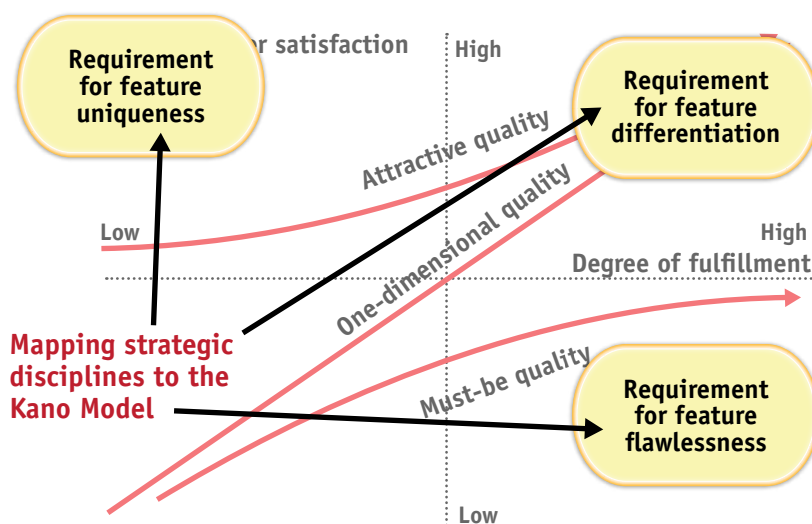 Requirement
for feature
uniqueness
satisfaction
High
Requirement
for feature
differentiation
Attractive quality
One-dimensional quality
Low
High
Degree of fulfillment
Mapping strategic
disciplines to the
Kano Model
Must-be quality
Requirement
for feature
flawlessness
Low